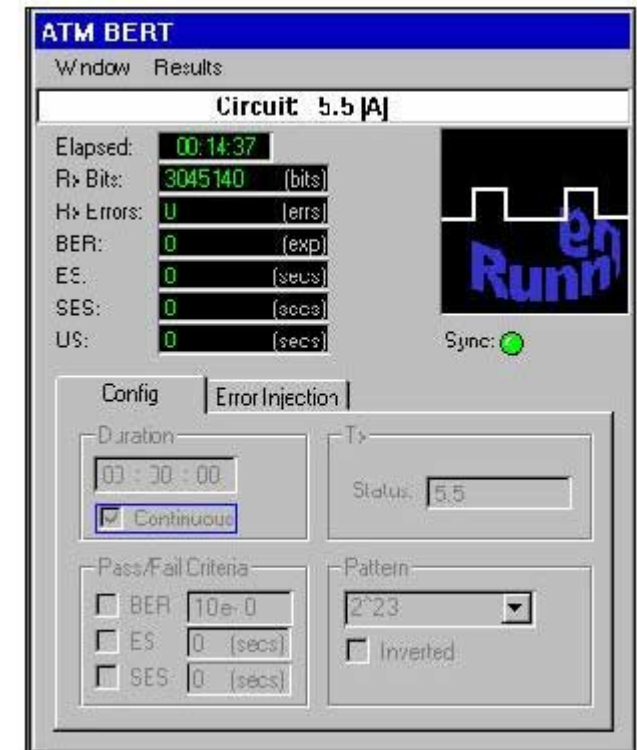 ATM BERT
Window Results
Circuit: 5.5 [A]
Elapsed: 00:14:37
Rx Bits: 3045140 (bits)
Rx Errors: 0 (errs)
BER: 0 (exp)
ES: 0 (secs)
SES: 0 (secs)
US: 0 (secs)
Sync:
Config Error Injection
Duration
00 : 00 : 00
Continuous
Tx
Status: 5.5
Pass/Fail Criteria
BER 10e-
ES 0 (secs)
SES 0 (secs)
Pattern
2^23
Inverted